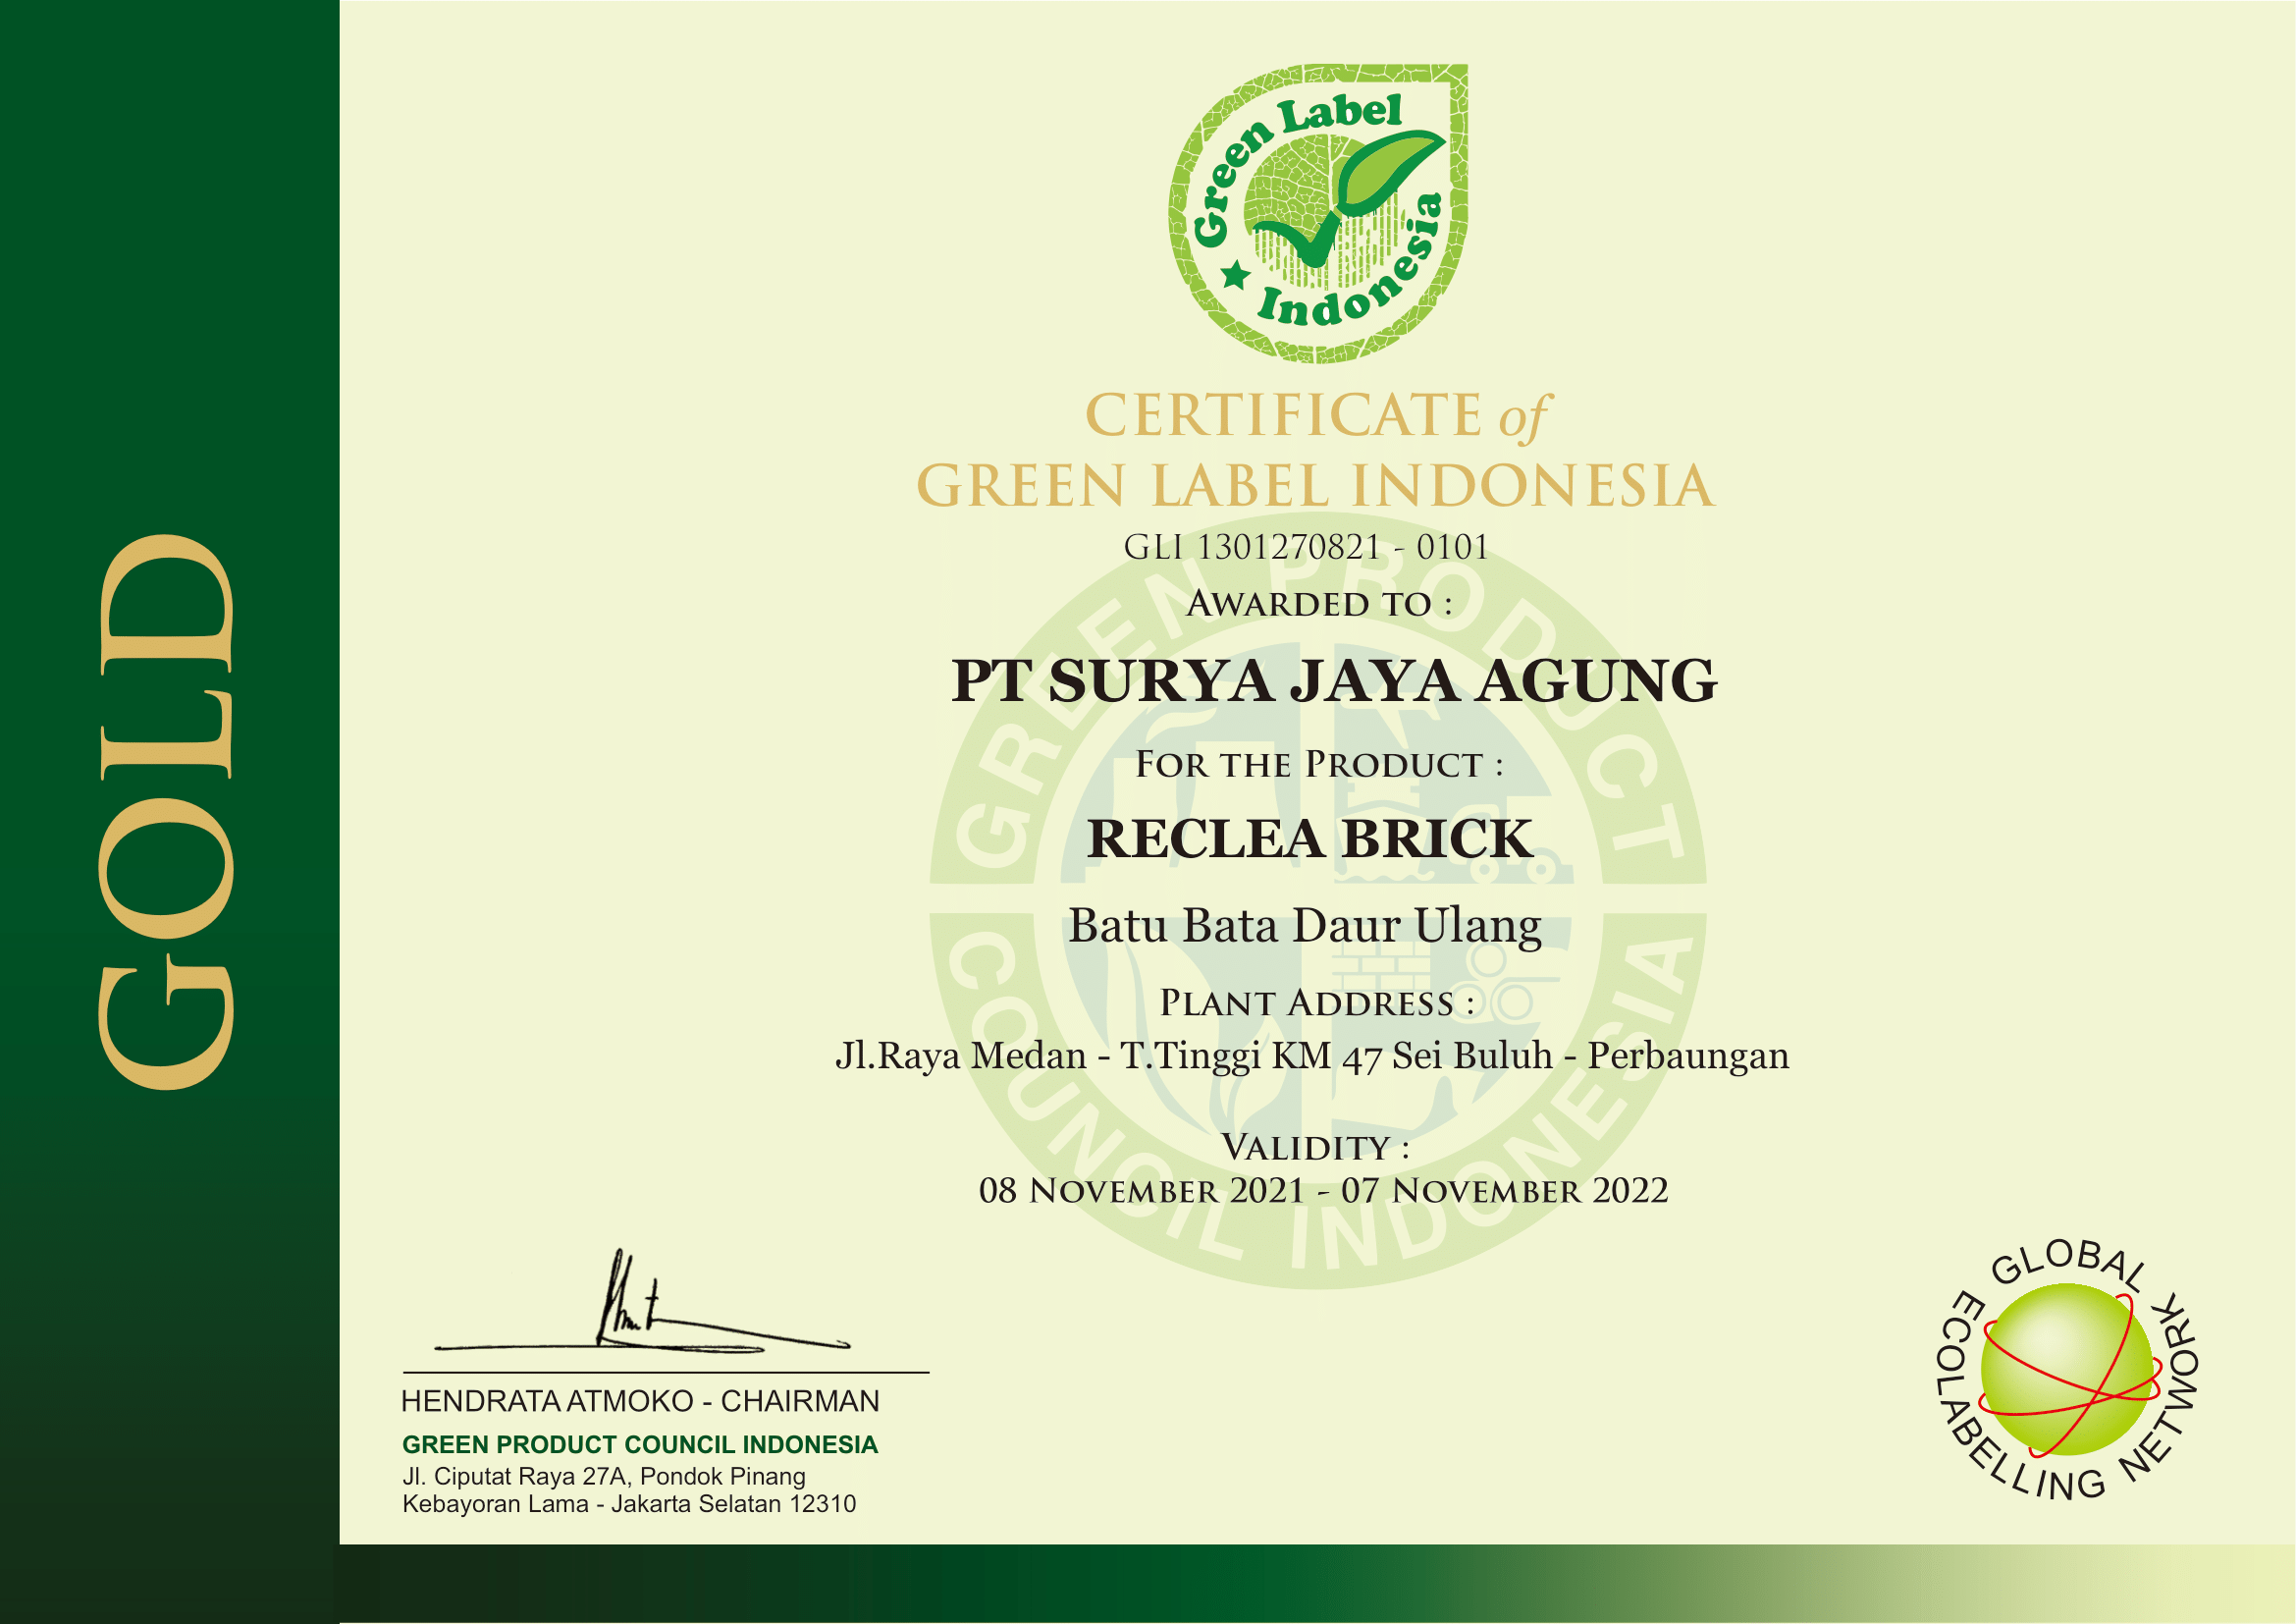 GOLD
Green Label
Indonesia
CERTIFICATE of
GREEN LABEL INDONESIA
GLI 1301270821 - 0101
AWARDED TO :
PT SURYA JAYA AGUNG
FOR THE PRODUCT :
RECLEA BRICK
Batu Bata Daur Ulang
PLANT ADDRESS :
Jl.Raya Medan - T.Tinggi KM 47 Sei Buluh - Perbaungan
VALIDITY :
08 NOVEMBER 2021 - 07 NOVEMBER 2022
GREEN PRODUCT
COUNCIL INDONESIA
HENDRATA ATMOKO - CHAIRMAN
GREEN PRODUCT COUNCIL INDONESIA
Jl. Ciputat Raya 27A, Pondok Pinang
Kebayoran Lama - Jakarta Selatan 12310
GLOBAL
ECOLABELLING NETWORK